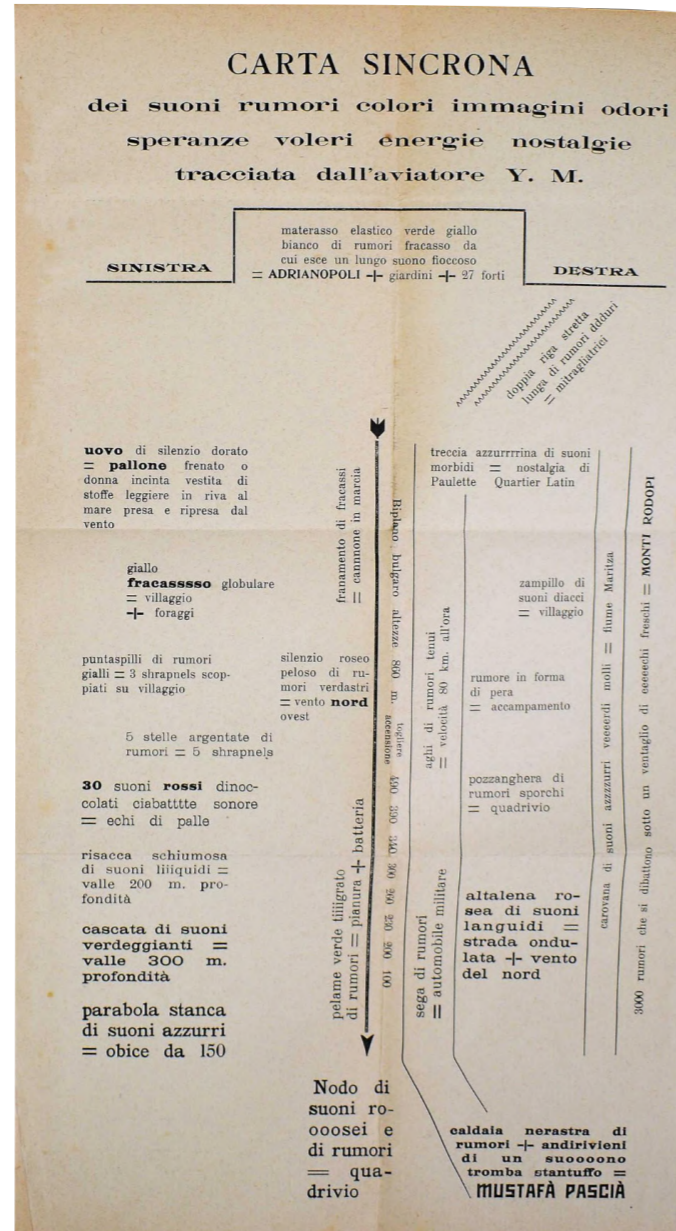 CARTA SINCRONA
dei suoni rumori colori immagini odori
speranze voleri energie nostalgie
tracciata dall'aviatore Y. M.
SINISTRA
materasso elastico verde giallo
bianco di rumori fracasso da
cui esce un lungo suono fioccoso
= ADRIANOPOLI + giardini + 27 forti
DESTRA
doppia riga stretta
lunga di rumori ddduri
= mitragliatrici
uovo di silenzio dorato
= pallone frenato o
donna incinta vestita di
stoffe leggiere in riva al
mare presa e ripresa dal
vento
giallo
fracasssso globulare
= villaggio
+ foraggi
puntaspilli di rumori
gialli = 3 shrapnels scop-
piati su villaggio
silenzio roseo
peloso di ru-
mori verdastri
= vento nord
ovest
5 stelle argentate di
rumori = 5 shrapnels
30 suoni rossi dinoc-
colati ciabatttte sonore
= echi di palle
risacca schiumosa
di suoni liiiquidi =
valle 200 m. pro-
fondità
cascata di suoni
verdeggianti =
valle 300 m.
profondità
parabola stanca
di suoni azzurri
= obice da 150
franamento di fracassi
= cannnone in marcia
pelame verde tiiiigrato
di rumori = pianura + batteria
Biplano bulgaro altezze 800 m. togliere accensione 400 300 340 300 260 230 200 100
aghi di rumori tenui
= velocità 80 km. all'ora
sega di rumori
= automobile militare
treccia azzurrrrina di suoni
morbidi = nostalgia di
Paulette Quartier Latin
zampillo di
suoni diacci
= villaggio
rumore in forma
di pera
= accampamento
pozzanghera di
rumori sporchi
= quadrivio
altalena ro-
sea di suoni
languidi =
strada ondu-
lata + vento
del nord
carovana di suoni azzzzurri veeeerdi molli = fiume Maritza
3000 rumori che si dibattono sotto un ventaglio di eeeeechi freschi = MONTI RODOPI
Nodo di
suoni ro-
ooosei e
di rumori
= qua-
drivio
caldaia nerastra di
rumori + andirivieni
di un suoooono
tromba stantuffo =
MUSTAFÀ PASCIÀ